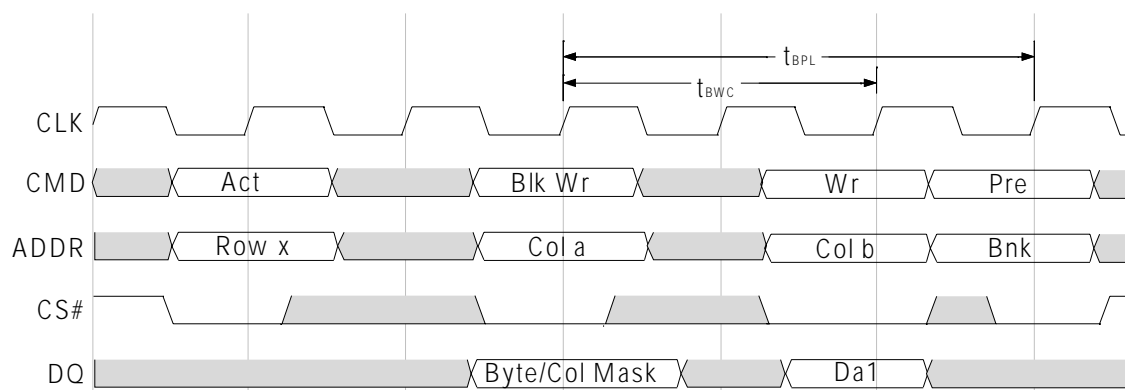 tBPL
tBWC
CLK
CMD Act Blk Wr Wr Pre
ADDR Row x Col a Col b Bnk
CS#
DQ Byte/Col Mask Da1